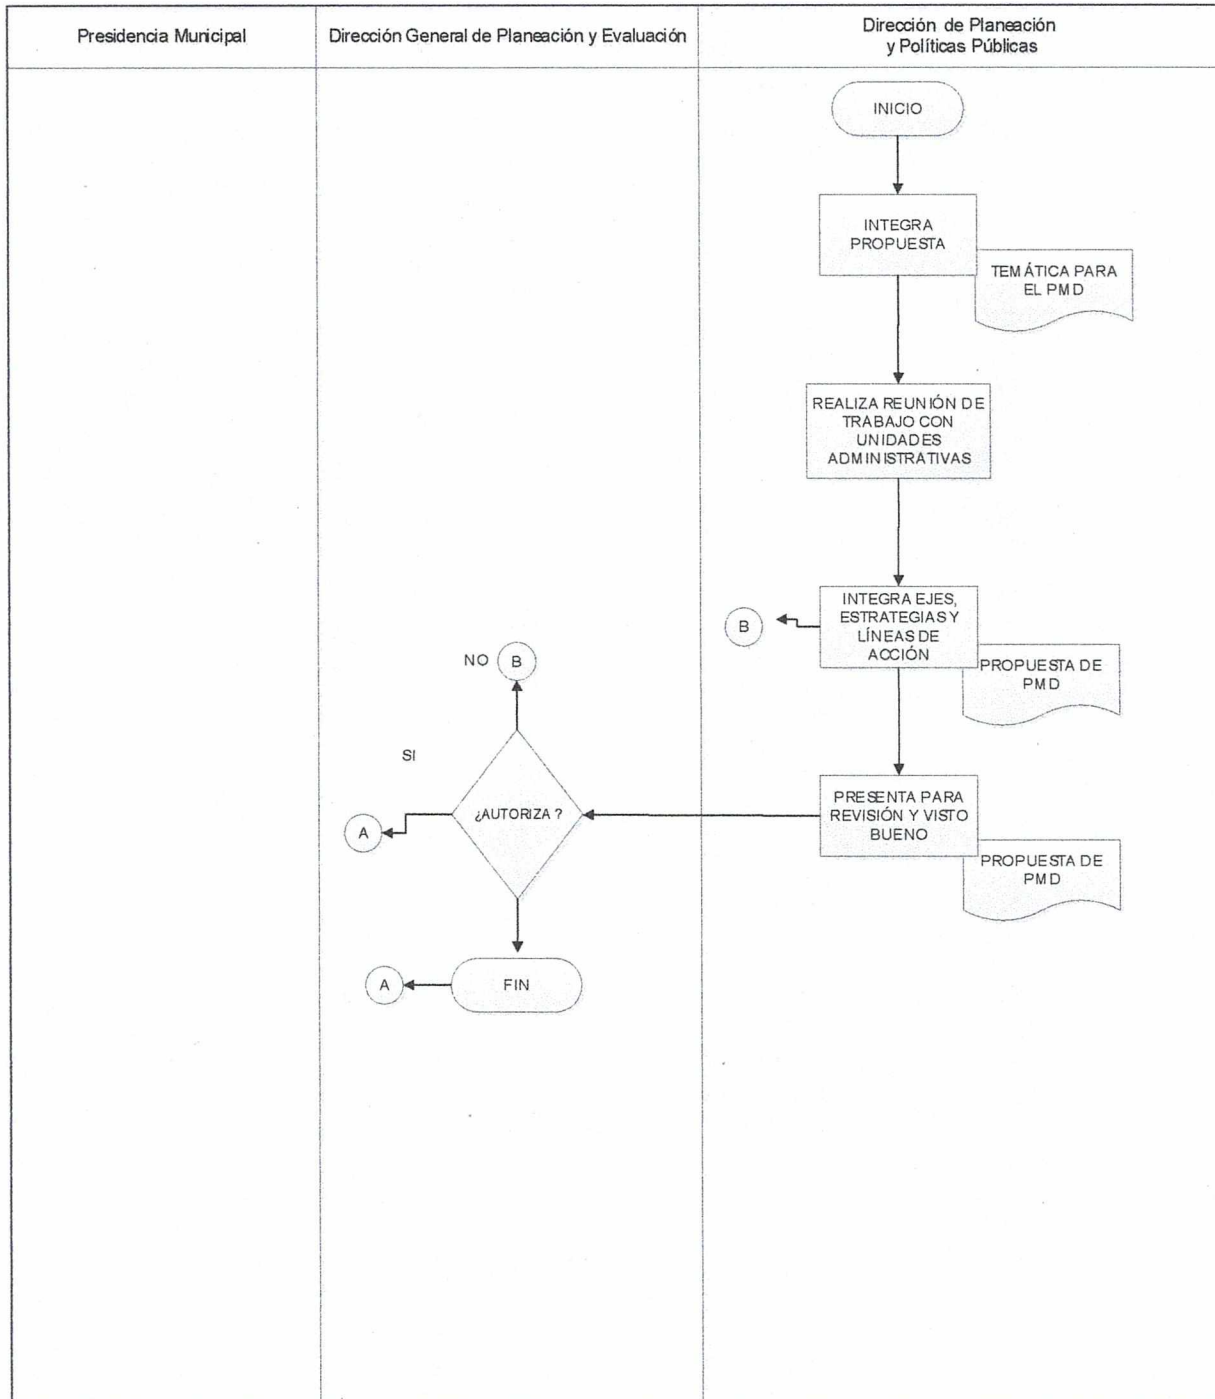 Presidencia Municipal
Dirección General de Planeación y Evaluación
Dirección de Planeación
y Políticas Públicas
INICIO
INTEGRA
PROPUESTA
TEMÁTICA PARA
EL PMD
REALIZA REUNIÓN DE
TRABAJO CON
UNIDADES
ADMINISTRATIVAS
INTEGRA EJES,
ESTRATEGIAS Y
LÍNEAS DE
ACCIÓN
B
PROPUESTA DE
PMD
NO
B
SI
¿AUTORIZA?
A
PRESENTA PARA
REVISIÓN Y VISTO
BUENO
PROPUESTA DE
PMD
A
FIN